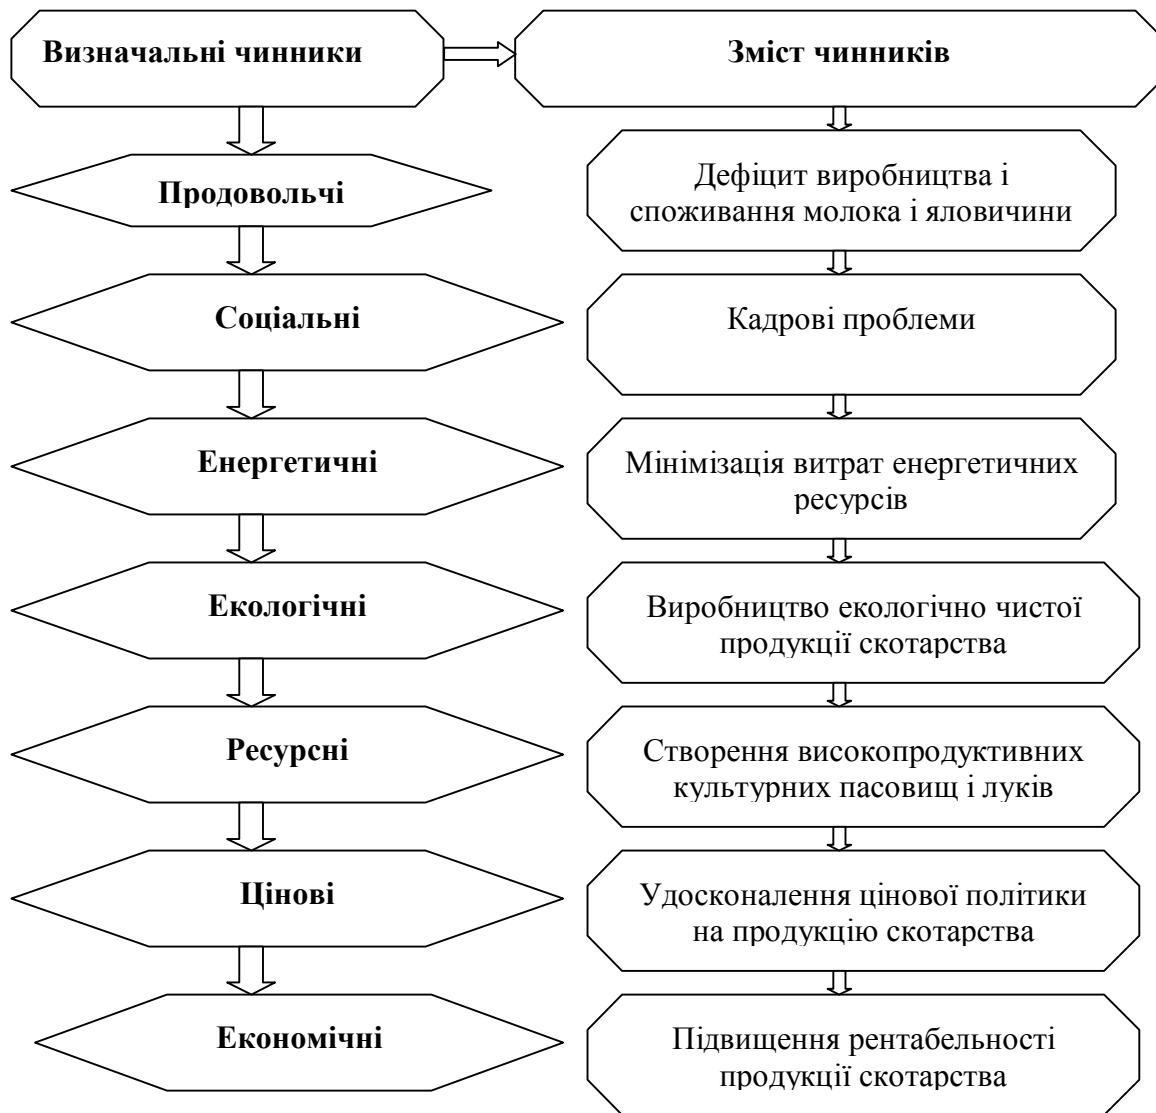 Визначальні чинники
Зміст чинників
Продовольчі
Дефіцит виробництва і
споживання молока і яловичини
Соціальні
Кадрові проблеми
Енергетичні
Мінімізація витрат енергетичних
ресурсів
Екологічні
Виробництво екологічно чистої
продукції скотарства
Ресурсні
Створення високопродуктивних
культурних пасовищ і луків
Цінові
Удосконалення цінової політики
на продукцію скотарства
Економічні
Підвищення рентабельності
продукції скотарства